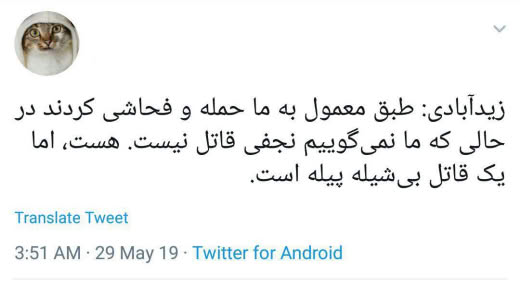 زیدآبادی: طبق معمول به ما حمله و فحاشی کردند در
حالی که ما نمی‌گوییم نجفی قاتل نیست. هست، اما
یک قاتل بی‌شیله پیله است.
Translate Tweet
3:51 AM · 29 May 19 · Twitter for Android